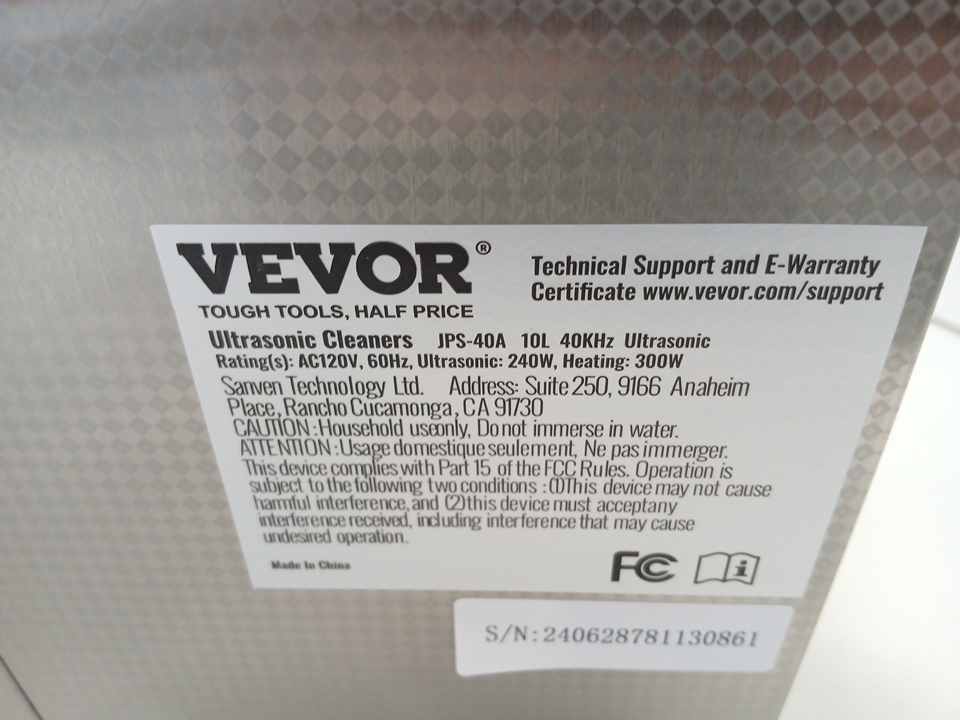 VEVOR®
TOUGH TOOLS, HALF PRICE
Technical Support and E-Warranty
Certificate www.vevor.com/support
Ultrasonic Cleaners JPS-40A 10L 40KHz Ultrasonic
Rating(s): AC120V, 60Hz, Ultrasonic: 240W, Heating: 300W
Sanven Technology Ltd. Address: Suite 250, 9166 Anaheim
Place, Rancho Cucamonga, CA 91730
CAUTION:Household useonly, Do not immerse in water.
ATTENTION:Usage domestique seulement, Ne pas immerger.
This device complies with Part 15 of the FCC Rules. Operation is
subject to the following two conditions :(1)This device may not cause
harmful interference, and (2)this device must acceptany
interference received, including interference that may cause
undesired operation.
Made In China
FC
i
S/N:240628781130861